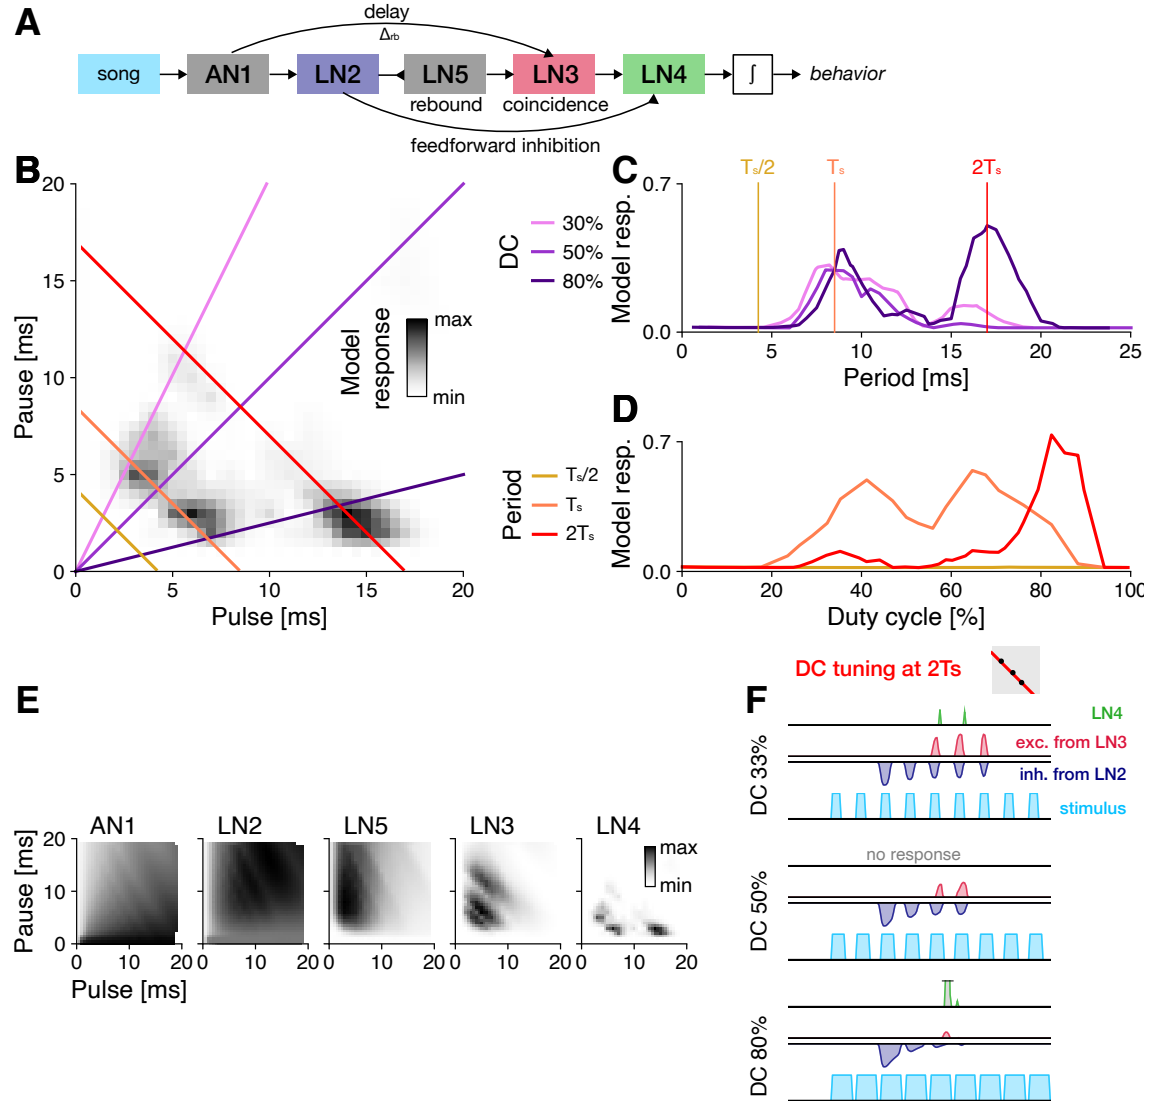 A
delay
Δrb
song
AN1
LN2
LN5
LN3
LN4
∫
behavior
rebound
coincidence
feedforward inhibition
B
20
15
10
5
0
0
5
10
15
20
Pause [ms]
Pulse [ms]
DC
30%
50%
80%
Model
response
max
min
Period
Ts/2
Ts
2Ts
C
Ts/2
Ts
2Ts
0.7
0.0
Model resp.
0
5
10
15
20
25
Period [ms]
D
0.7
0.0
Model resp.
0
20
40
60
80
100
Duty cycle [%]
E
AN1
LN2
LN5
LN3
LN4
max
min
20
10
0
Pause [ms]
0
10
20
0
10
20
0
10
20
0
10
20
0
10
20
Pulse [ms]
DC tuning at 2Ts
F
DC 33%
LN4
exc. from LN3
inh. from LN2
stimulus
DC 50%
no response
DC 80%